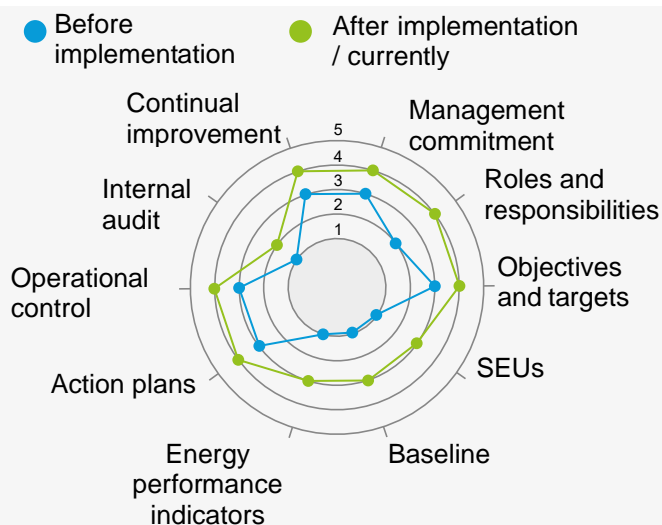 Before
implementation
After implementation
/ currently
Continual
improvement
Management
commitment
Internal
audit
Roles and
responsibilities
Operational
control
Objectives
and targets
Action plans
SEUs
Energy
performance
indicators
Baseline
5
4
3
2
1